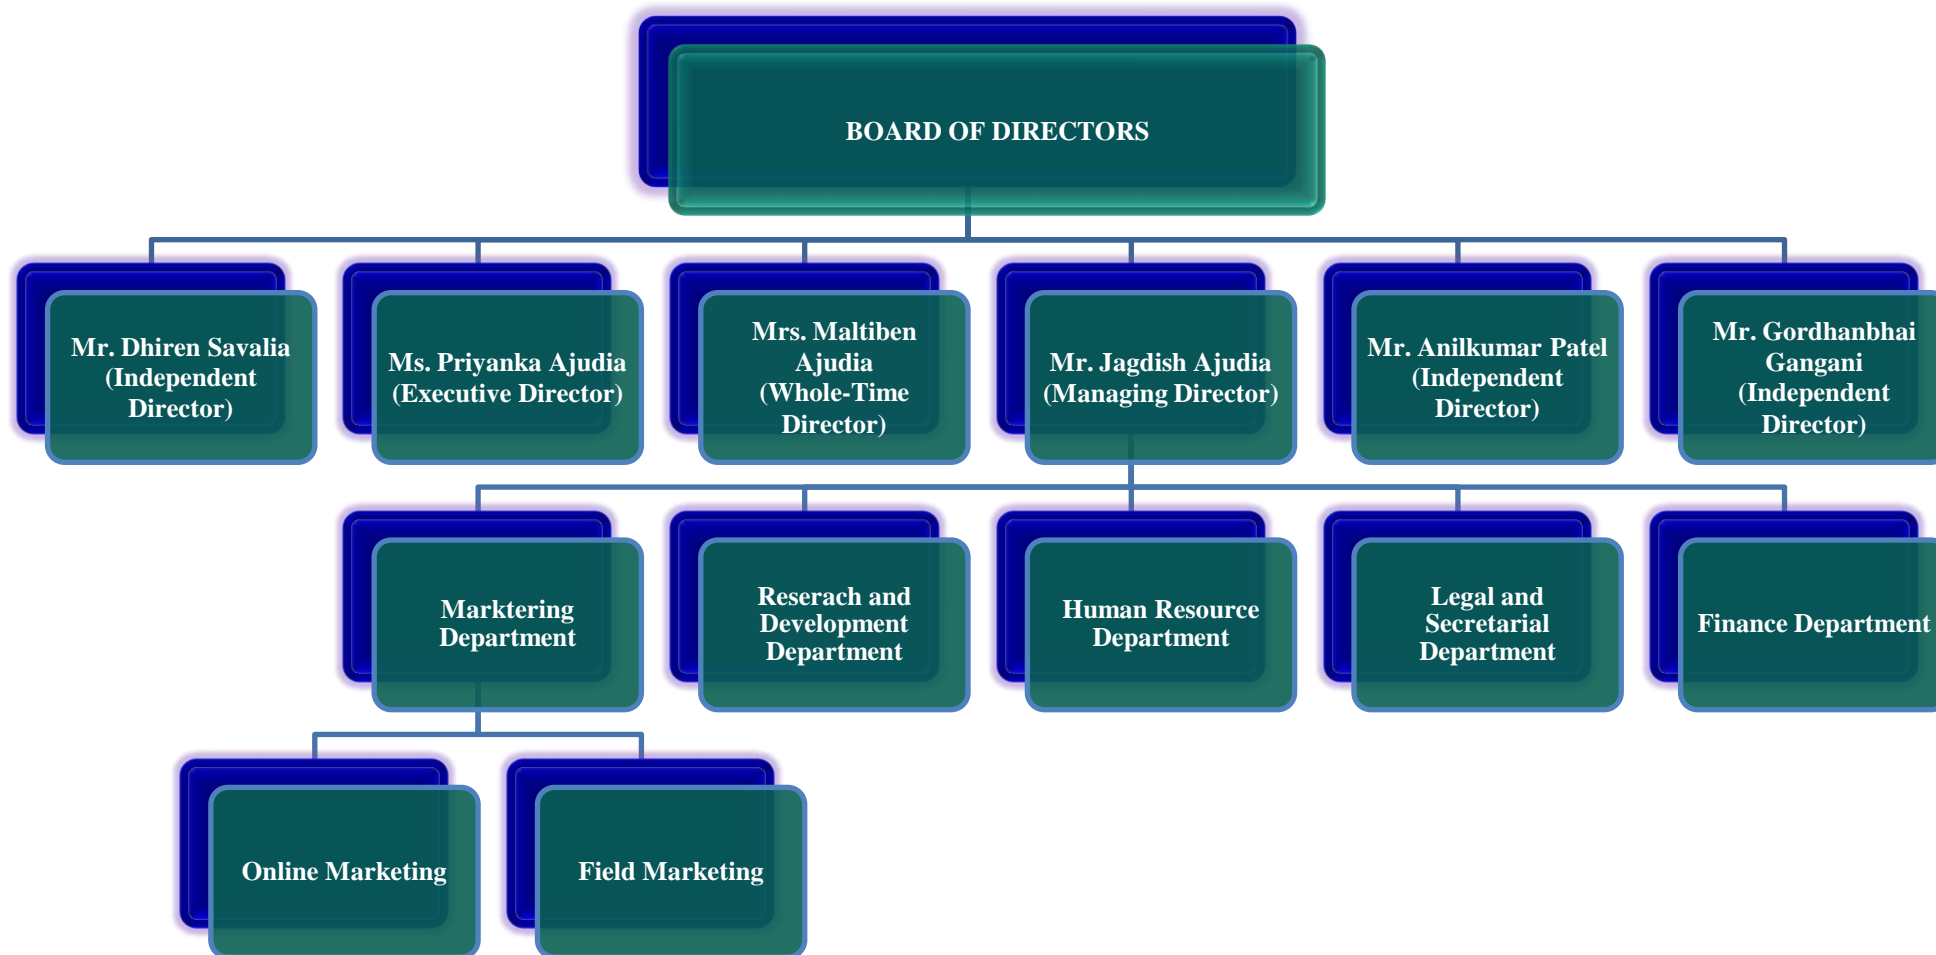 BOARD OF DIRECTORS
Mr. Dhiren Savalia
(Independent
Director)
Ms. Priyanka Ajudia
(Executive Director)
Mrs. Maltiben
Ajudia
(Whole-Time
Director)
Mr. Jagdish Ajudia
(Managing Director)
Mr. Anilkumar Patel
(Independent
Director)
Mr. Gordhanbhai
Gangani
(Independent
Director)
Marktering
Department
Reserach and
Development
Department
Human Resource
Department
Legal and
Secretarial
Department
Finance Department
Online Marketing
Field Marketing